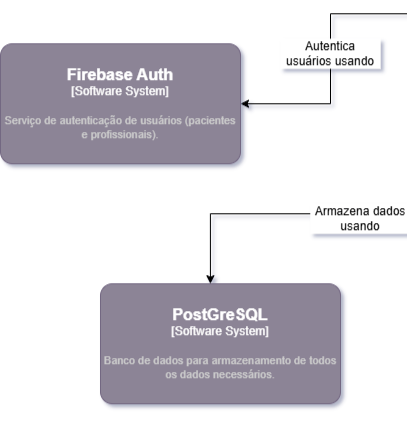 Autentica
usuários usando
Firebase Auth
[Software System]
Serviço de autenticação de usuários (pacientes
e profissionais).
Armazena dados
usando
PostGreSQL
[Software System]
Banco de dados para armazenamento de todos
os dados necessários.